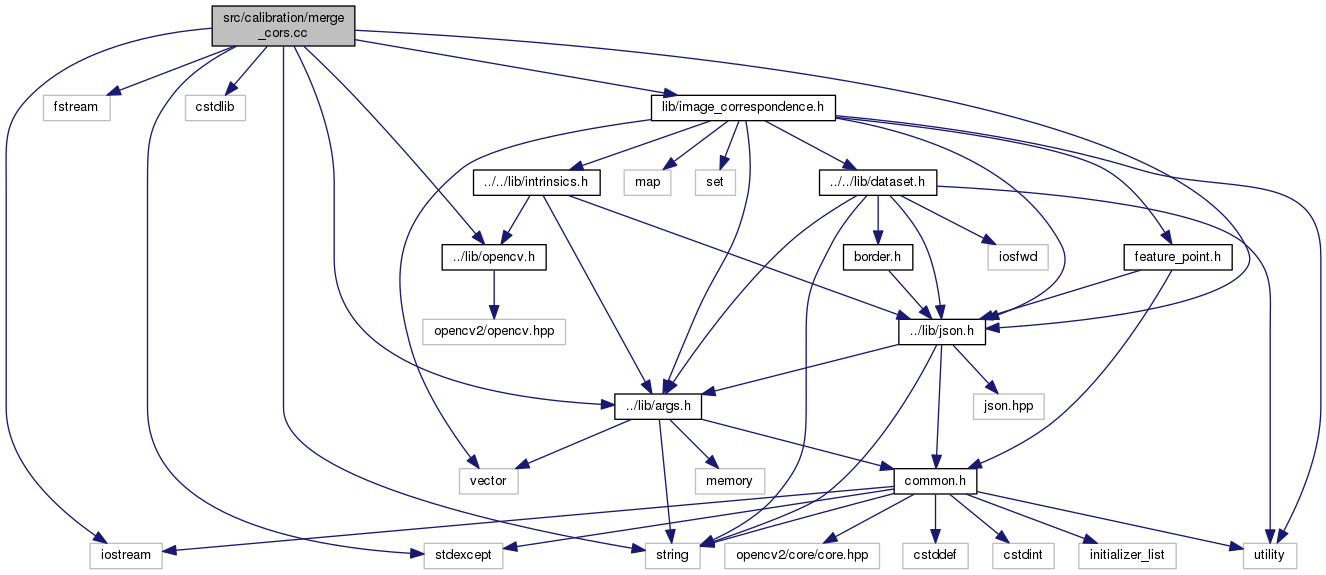 src/calibration/merge
_cors.cc
fstream
cstdlib
lib/image_correspondence.h
../../lib/intrinsics.h
map
set
../../lib/dataset.h
../lib/opencv.h
border.h
iosfwd
feature_point.h
opencv2/opencv.hpp
../lib/json.h
../lib/args.h
json.hpp
vector
memory
common.h
iostream
stdexcept
string
opencv2/core/core.hpp
cstddef
cstdint
initializer_list
utility